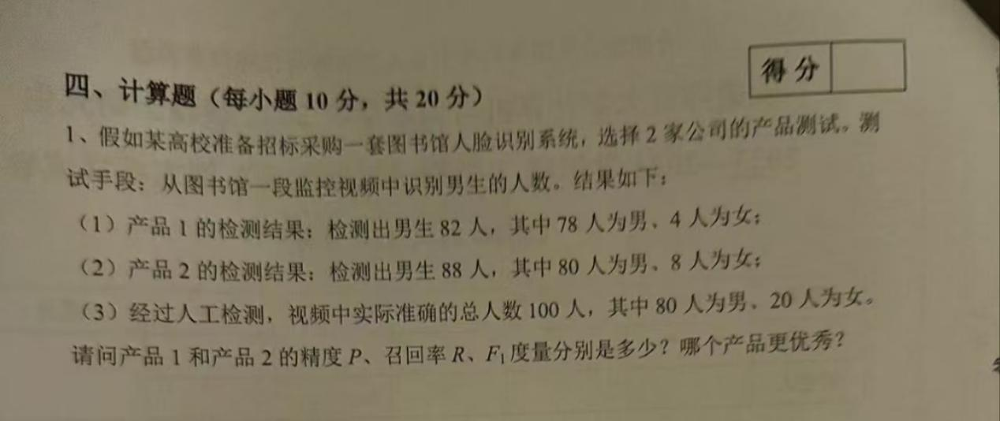 得分
四、计算题（每小题 10 分，共 20 分）
1、假如某高校准备招标采购一套图书馆人脸识别系统，选择 2 家公司的产品测试。测
试手段：从图书馆一段监控视频中识别男生的人数。结果如下：
（1）产品 1 的检测结果：检测出男生 82 人，其中 78 人为男、4 人为女；
（2）产品 2 的检测结果：检测出男生 88 人，其中 80 人为男、8 人为女；
（3）经过人工检测，视频中实际准确的总人数 100 人，其中 80 人为男、20 人为女。
请问产品 1 和产品 2 的精度 P、召回率 R、F₁度量分别是多少？哪个产品更优秀？